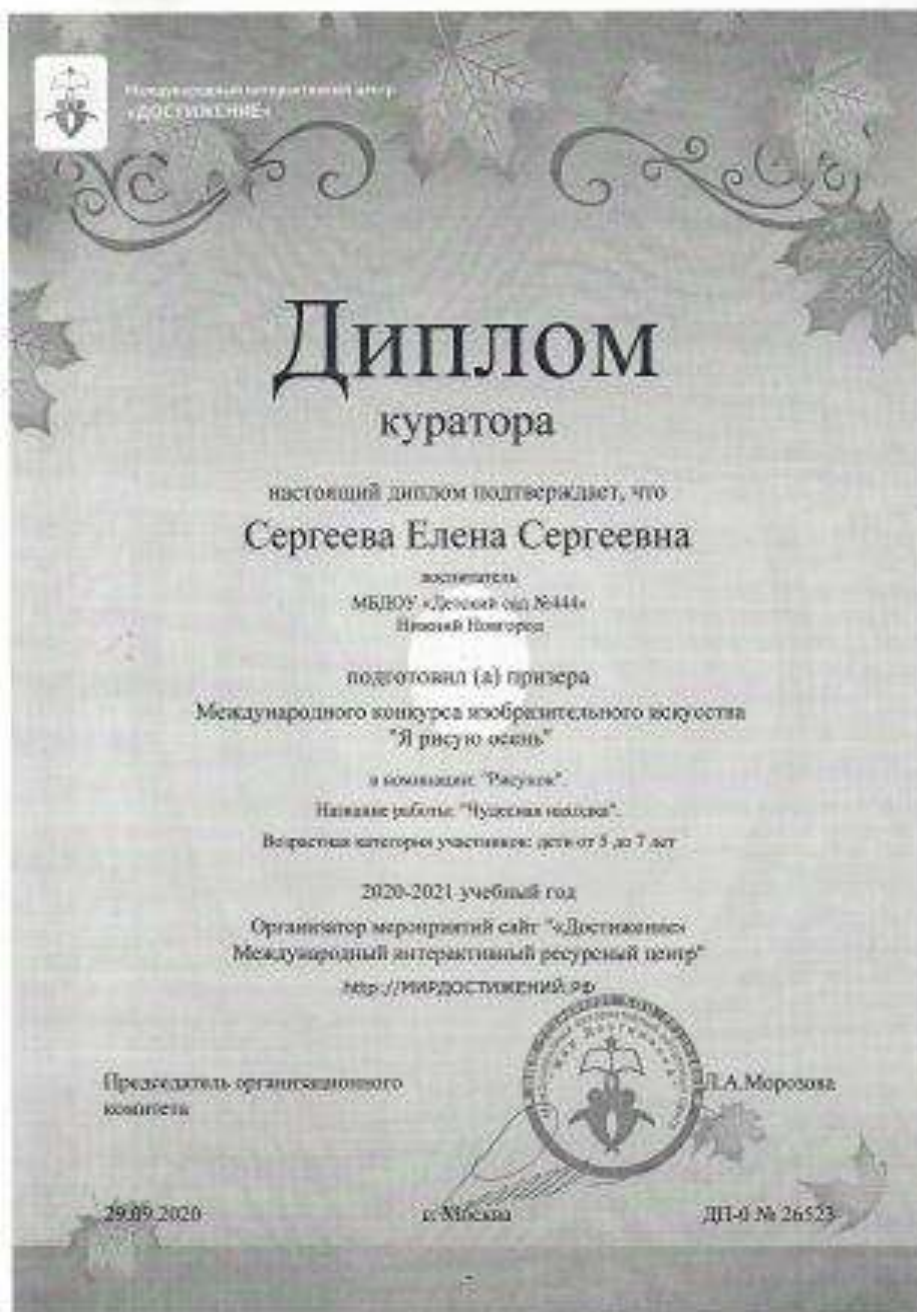 Международный интерактивный центр
«ДОСТИЖЕНИЕ»
Диплом
куратора
настоящий диплом подтверждает, что
Сергеева Елена Сергеевна
воспитатель
МБДОУ «Детский сад №444»
Нижний Новгород
подготовил (а) призера
Международного конкурса изобразительного искусства
"Я рисую осень"
в номинации: "Рисунок".
Название работы: "Чудесная находка".
Возрастная категория участников: дети от 5 до 7 лет
2020-2021 учебный год
Организатор мероприятий сайт "«Достижение»
Международный интерактивный ресурсный центр"
http://МИРДОСТИЖЕНИЙ.РФ
Председатель организационного
комитета
Л.А.Морозова
29.09.2020
г. Москва
ДП-0 № 26523